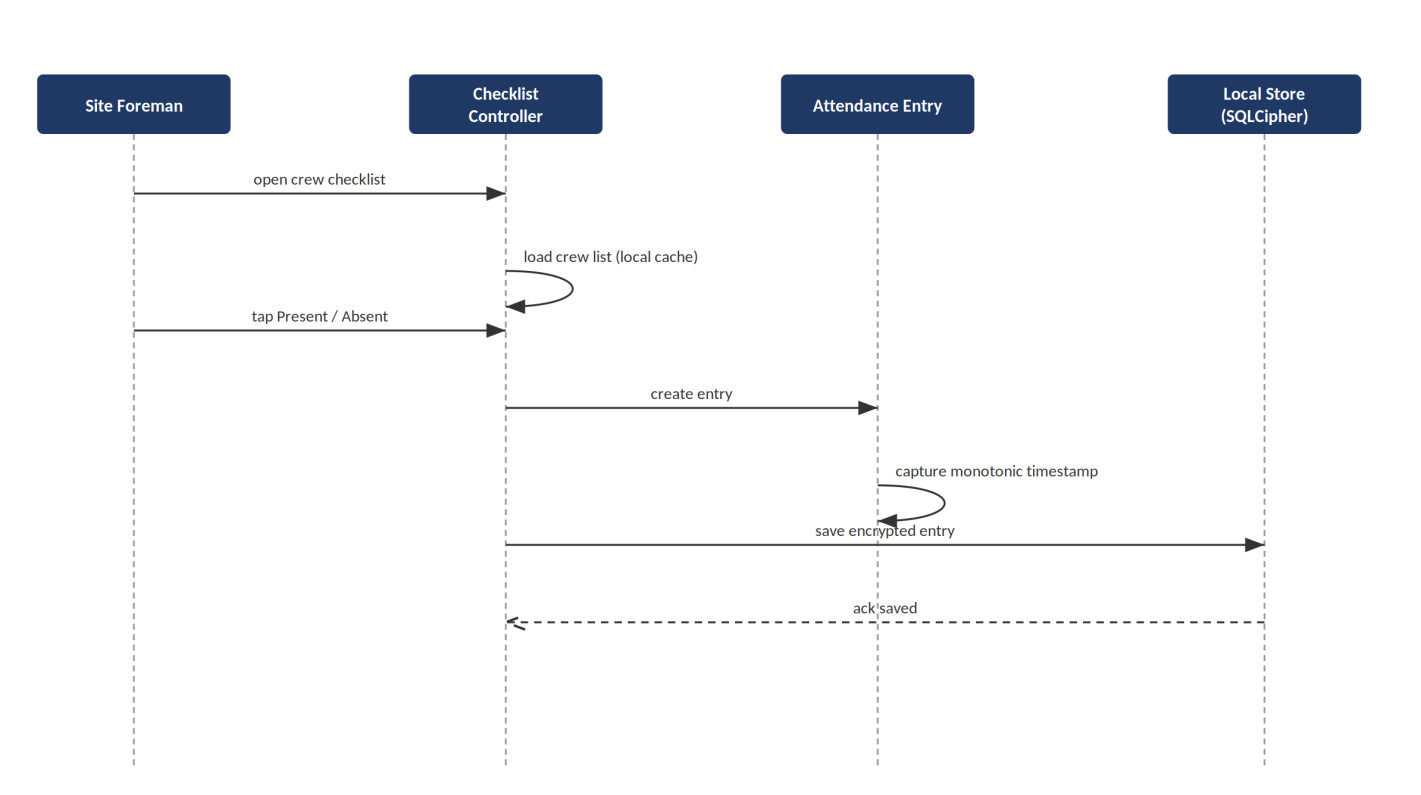 Site Foreman
Checklist
Controller
Attendance Entry
Local Store
(SQLCipher)
open crew checklist
load crew list (local cache)
tap Present / Absent
create entry
capture monotonic timestamp
save encrypted entry
ack saved